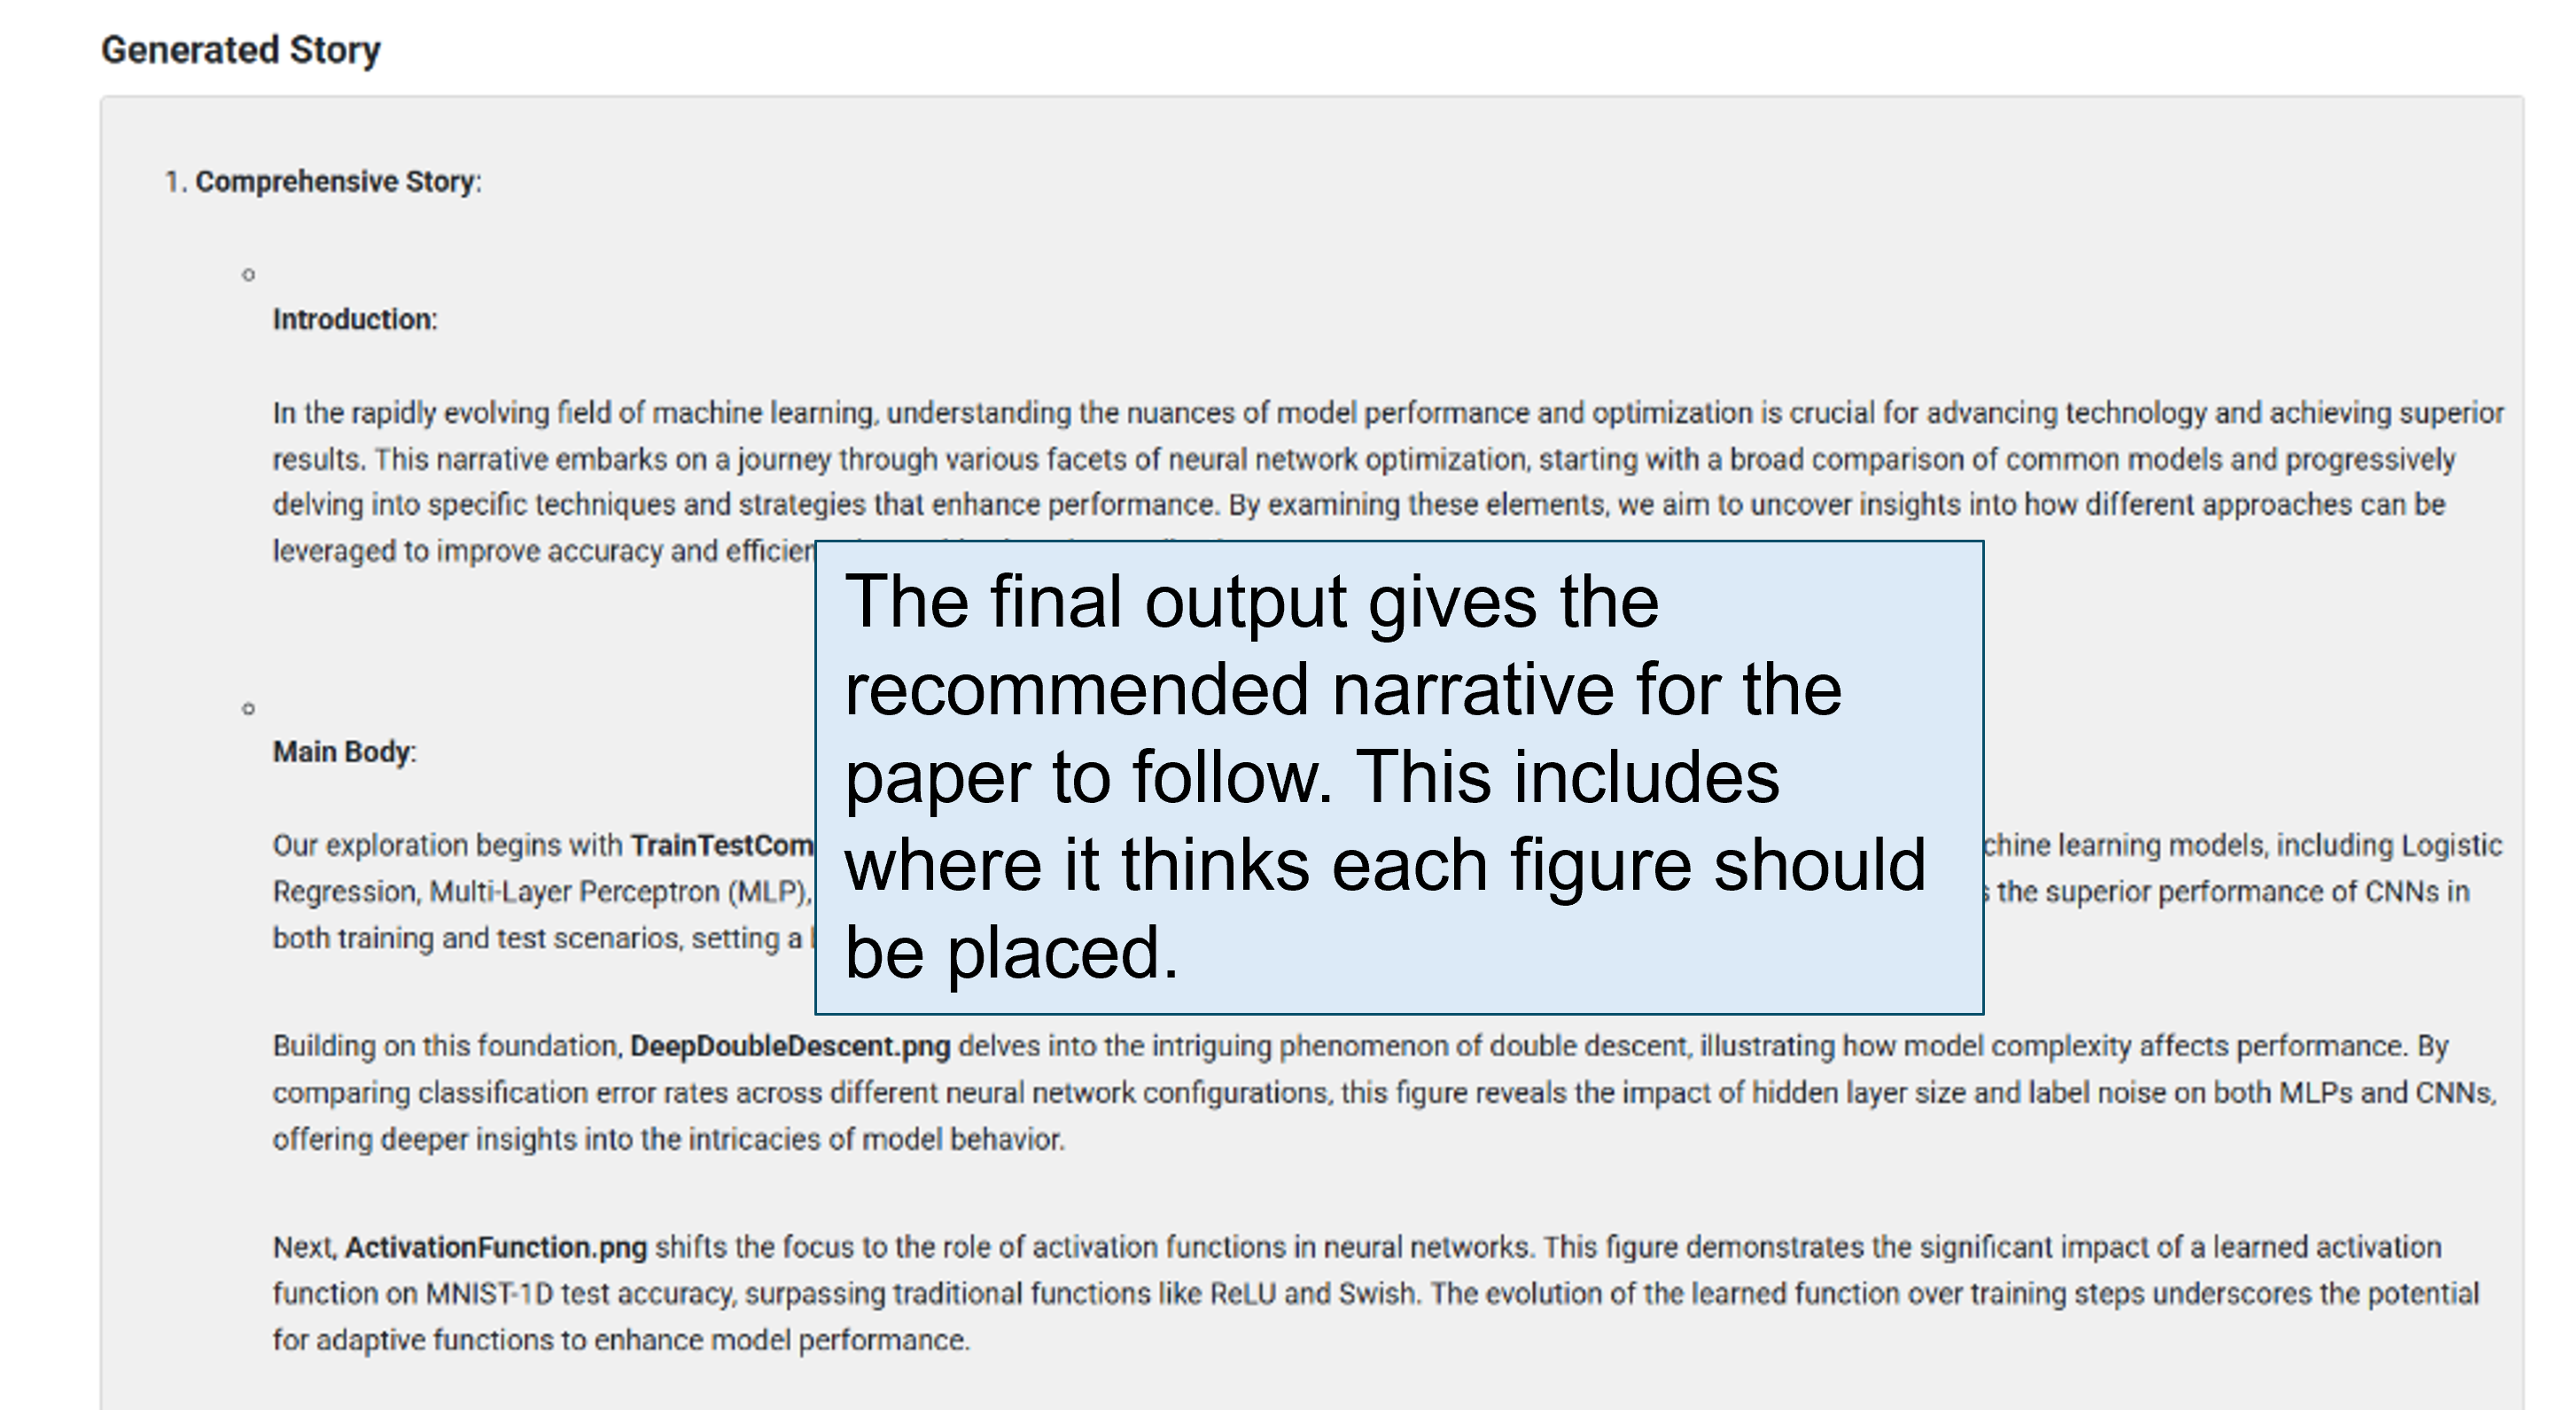 Generated Story
1. Comprehensive Story:
Introduction:
In the rapidly evolving field of machine learning, understanding the nuances of model performance and optimization is crucial for advancing technology and achieving superior
results. This narrative embarks on a journey through various facets of neural network optimization, starting with a broad comparison of common models and progressively
delving into specific techniques and strategies that enhance performance. By examining these elements, we aim to uncover insights into how different approaches can be
leveraged to improve accuracy and
The final output gives the
recommended narrative for the
paper to follow. This includes
where it thinks each figure should
be placed.
Main Body:
Our exploration begins with learning models, including Logistic
Regression, Multi-Layer Perceptron (MLP), the superior performance of CNNs in
both training and test scenarios, setting a
Building on this foundation, DeepDoubleDescent.png delves into the intriguing phenomenon of double descent, illustrating how model complexity affects performance. By
comparing classification error rates across different neural network configurations, this figure reveals the impact of hidden layer size and label noise on both MLPs and CNNs,
offering deeper insights into the intricacies of model behavior.
Next, ActivationFunction.png shifts the focus to the role of activation functions in neural networks. This figure demonstrates the significant impact of a learned activation
function on MNIST-1D test accuracy, surpassing traditional functions like ReLU and Swish. The evolution of the learned function over training steps underscores the potential
for adaptive functions to enhance model performance.